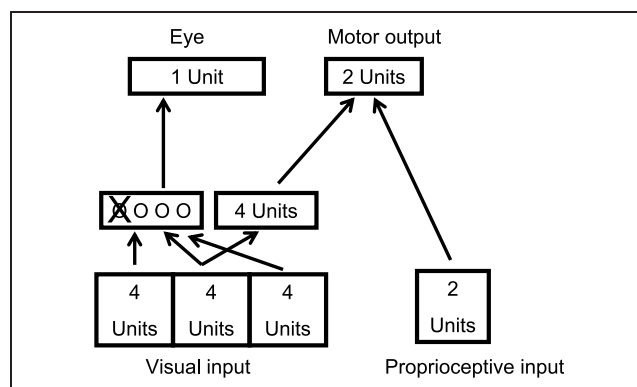 Eye Motor output
1 Unit 2 Units
O O O O 4 Units
4 4 4 2
Units Units Units Units
Visual input Proprioceptive input